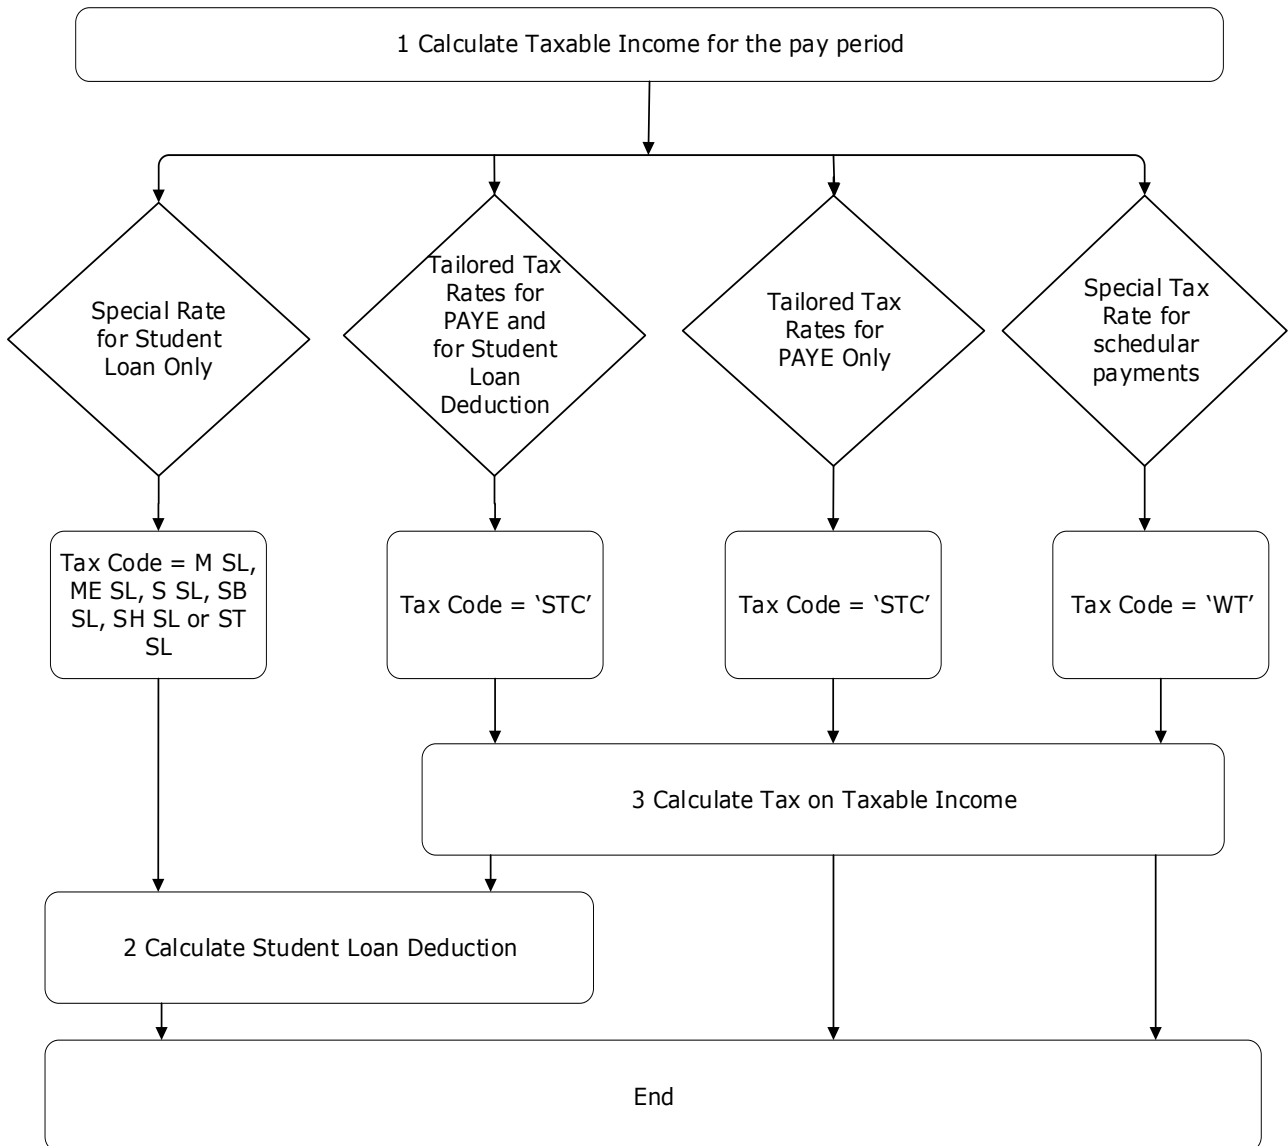 1 Calculate Taxable Income for the pay period
Special Rate
for Student
Loan Only
Tailored Tax
Rates for
PAYE and
for Student
Loan
Deduction
Tailored Tax
Rates for
PAYE Only
Special Tax
Rate for
schedular
payments
Tax Code = M SL,
ME SL, S SL, SB
SL, SH SL or ST
SL
Tax Code = ‘STC’
Tax Code = ‘STC’
Tax Code = ‘WT’
3 Calculate Tax on Taxable Income
2 Calculate Student Loan Deduction
End